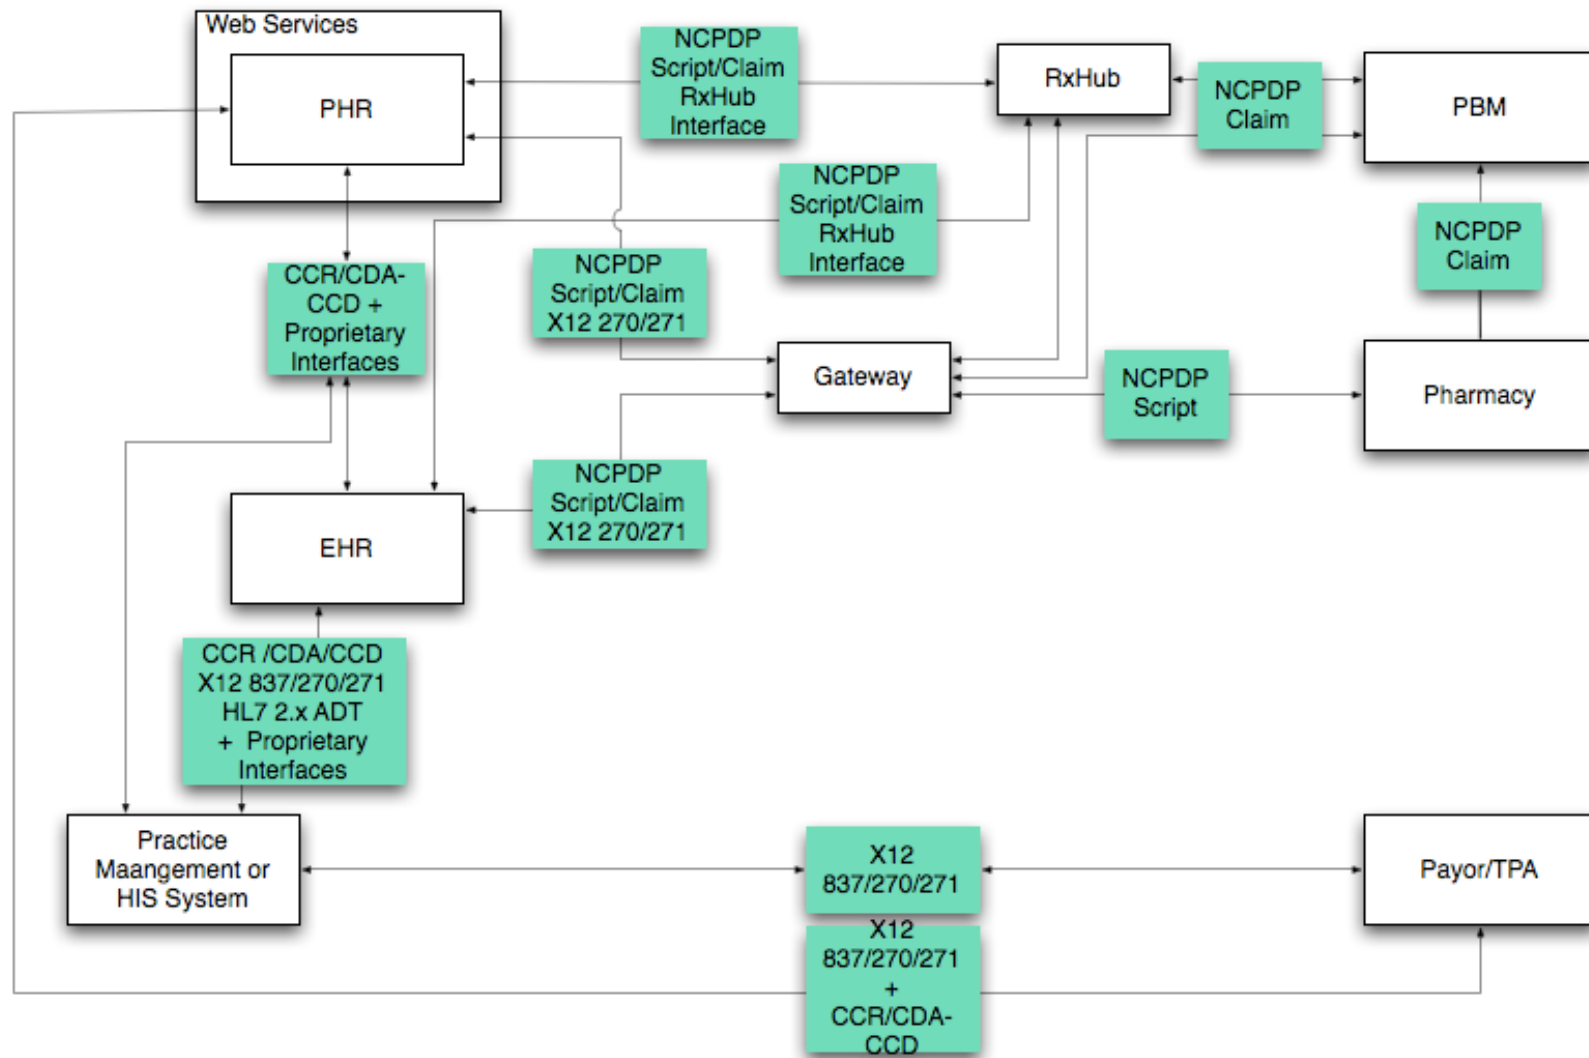 Web Services
PHR
NCPDP
Script/Claim
RxHub
Interface
RxHub
NCPDP
Claim
PBM
NCPDP
Script/Claim
RxHub
Interface
NCPDP
Claim
CCR/CDA-
CCD +
Proprietary
Interfaces
NCPDP
Script/Claim
X12 270/271
Gateway
NCPDP
Script
Pharmacy
NCPDP
Script/Claim
X12 270/271
EHR
CCR /CDA/CCD
X12 837/270/271
HL7 2.x ADT
+ Proprietary
Interfaces
Practice
Maangement or
HIS System
X12
837/270/271
Payor/TPA
X12
837/270/271
+
CCR/CDA-
CCD